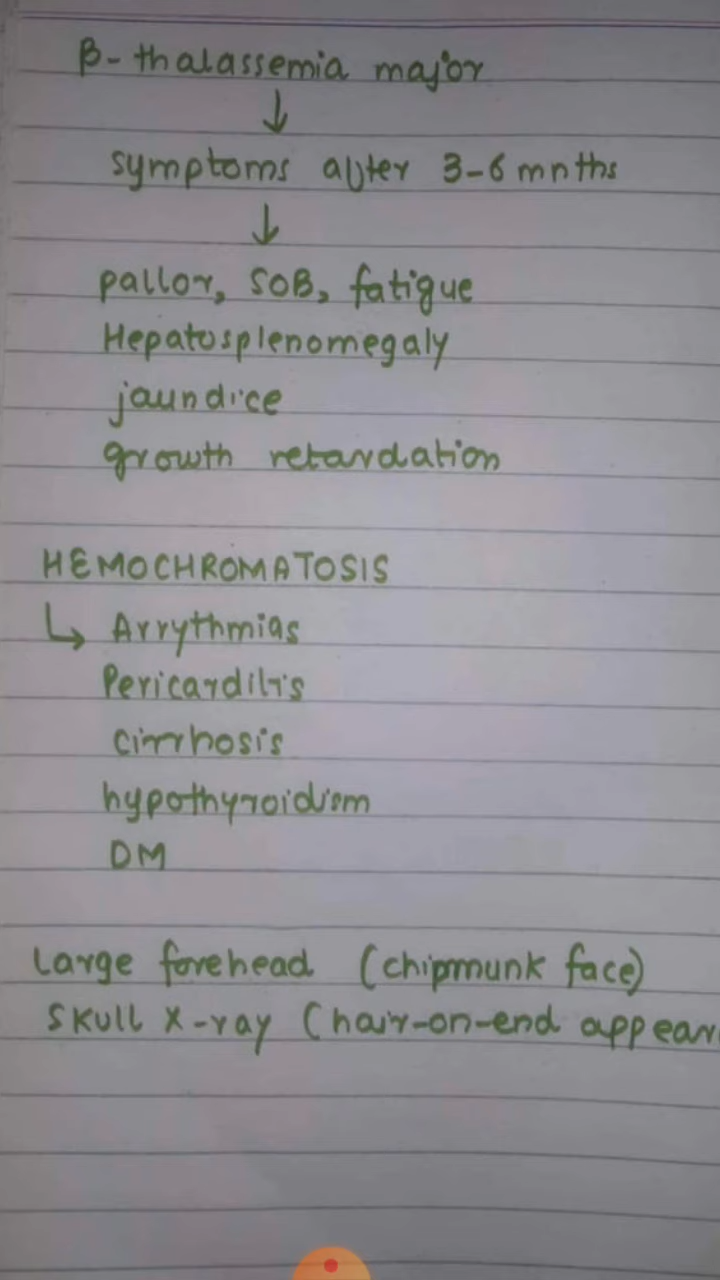 β-thalassemia major
↓
symptoms after 3-6 mnths
↓
pallor, SOB, fatigue
Hepatosplenomegaly
jaundice
growth retardation
HEMOCHROMATOSIS
↳ Arrythmias
Pericarditis
cirrhosis
hypothyroidism
DM
Large forehead (chipmunk face)
Skull X-ray (hair-on-end appear